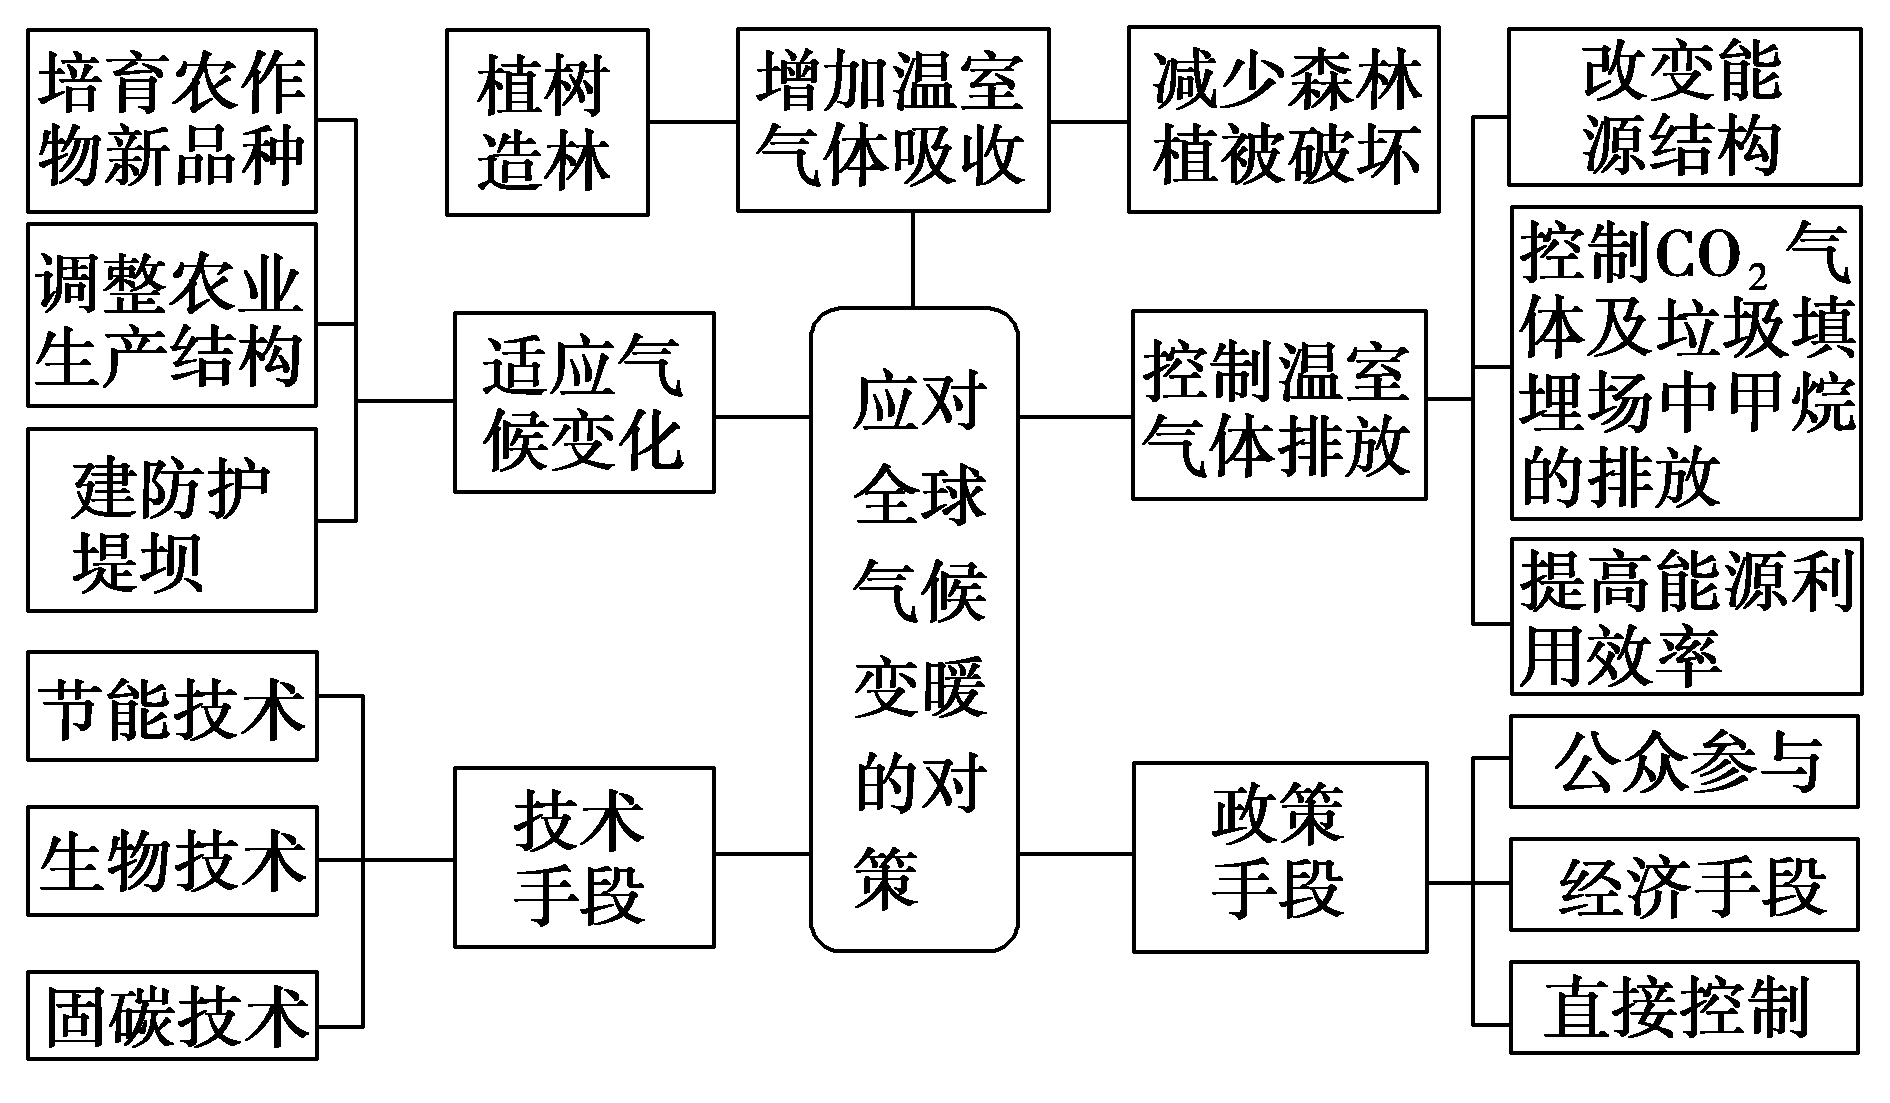 培育农作
物新品种
植树
造林
增加温室
气体吸收
减少森林
植被破坏
改变能
源结构
调整农业
生产结构
建防护
堤坝
适应气
候变化
应对
全球
气候
变暖
的对
策
控制温室
气体排放
控制CO₂气
体及垃圾填
埋场中甲烷
的排放
提高能源利
用效率
节能技术
生物技术
固碳技术
技术
手段
政策
手段
公众参与
经济手段
直接控制